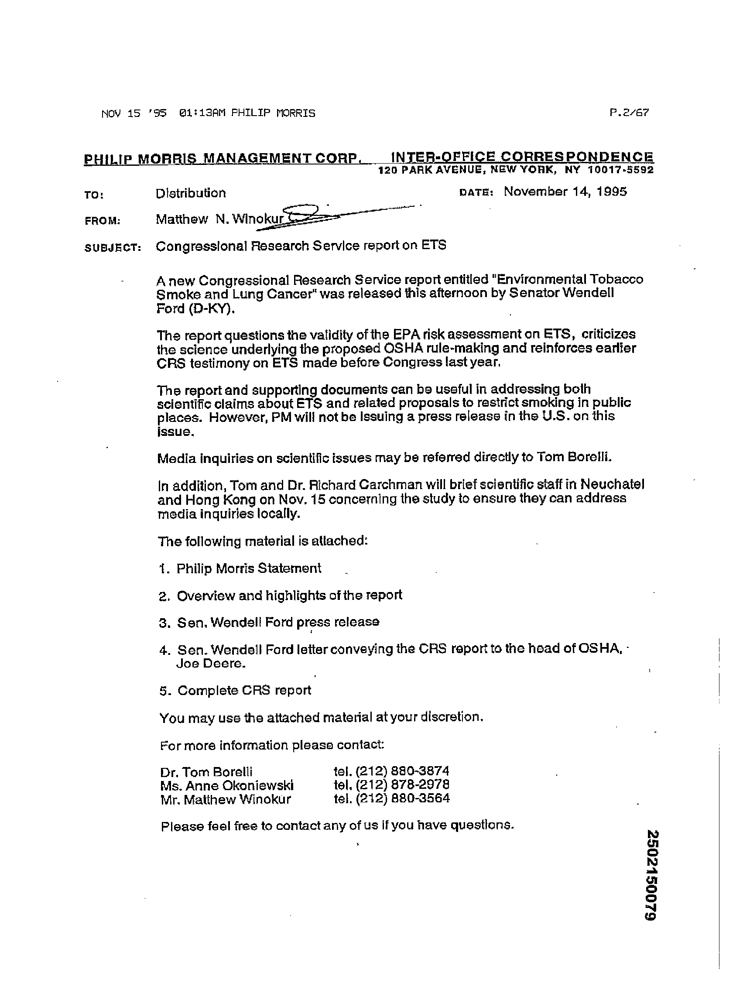 NOV 15 '95 01:13AM PHILIP MORRIS P.2/67
PHILIP MORRIS MANAGEMENT CORP. INTER-OFFICE CORRESPONDENCE
120 PARK AVENUE, NEW YORK, NY 10017-5592
TO: Distribution DATE: November 14, 1995
FROM: Matthew N. Winokur
SUBJECT: Congressional Research Service report on ETS
A new Congressional Research Service report entitled "Environmental Tobacco
Smoke and Lung Cancer" was released this afternoon by Senator Wendell
Ford (D-KY).
The report questions the validity of the EPA risk assessment on ETS, criticizes
the science underlying the proposed OSHA rule-making and reinforces earlier
CRS testimony on ETS made before Congress last year.
The report and supporting documents can be useful in addressing both
scientific claims about ETS and related proposals to restrict smoking in public
places. However, PM will not be issuing a press release in the U.S. on this
issue.
Media inquiries on scientific issues may be referred directly to Tom Borelli.
In addition, Tom and Dr. Richard Carchman will brief scientific staff in Neuchatel
and Hong Kong on Nov. 15 concerning the study to ensure they can address
media inquiries locally.
The following material is attached:
1. Philip Morris Statement
2. Overview and highlights of the report
3. Sen. Wendell Ford press release
4. Sen. Wendell Ford letter conveying the CRS report to the head of OSHA,
Joe Deere.
5. Complete CRS report
You may use the attached material at your discretion.
For more information please contact:
Dr. Tom Borelli tel. (212) 880-3874
Ms. Anne Okoniewski tel. (212) 878-2978
Mr. Matthew Winokur tel. (212) 880-3564
Please feel free to contact any of us if you have questions.
2502150079